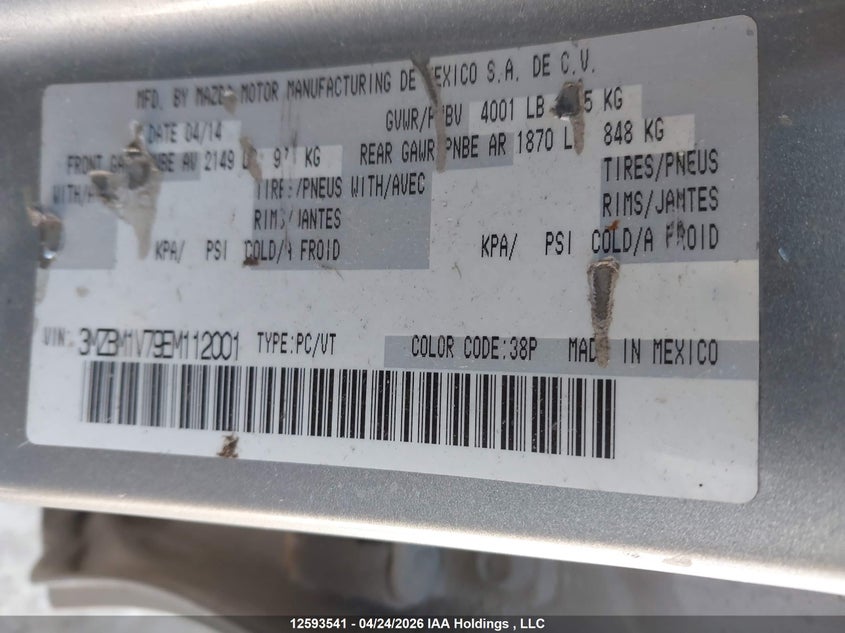 MFD. BY MAZDA MOTOR MANUFACTURING DE MEXICO S.A. DE C.V.
DATE 04/14 GVWR/PNBV 4001 LB KG
FRONT PNBE AV 2149 KG REAR GAWR/PNBE AR 1870 848 KG
TIRES/PNEUS WITH/AVEC TIRES/PNEUS
RIMS/JANTES RIMS/JAMTES
KPA/ PSI COLD/A FROID KPA/ PSI COLD/A FROID
VIN: 3MZBM1V79EM112001 TYPE:PC/VT COLOR CODE:38P MADE IN MEXICO
12593541 - 04/24/2026 IAA Holdings , LLC